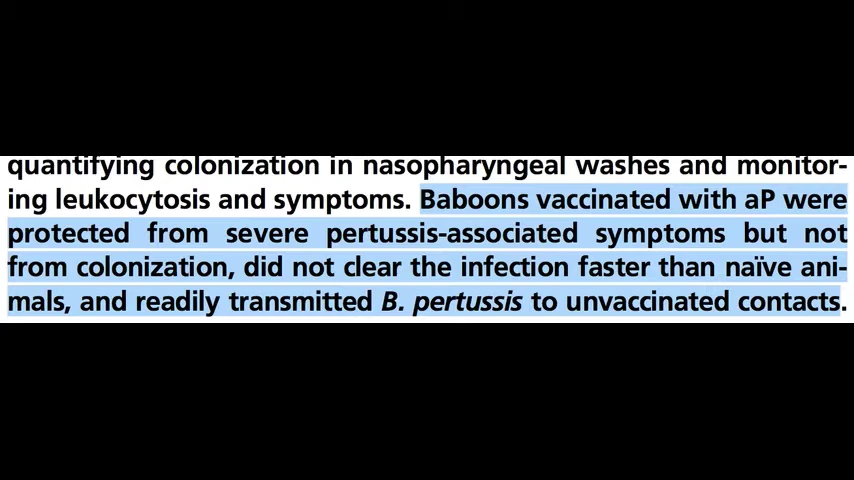 quantifying colonization in nasopharyngeal washes and monitor-
ing leukocytosis and symptoms. Baboons vaccinated with aP were
protected from severe pertussis-associated symptoms but not
from colonization, did not clear the infection faster than naïve ani-
mals, and readily transmitted B. pertussis to unvaccinated contacts.